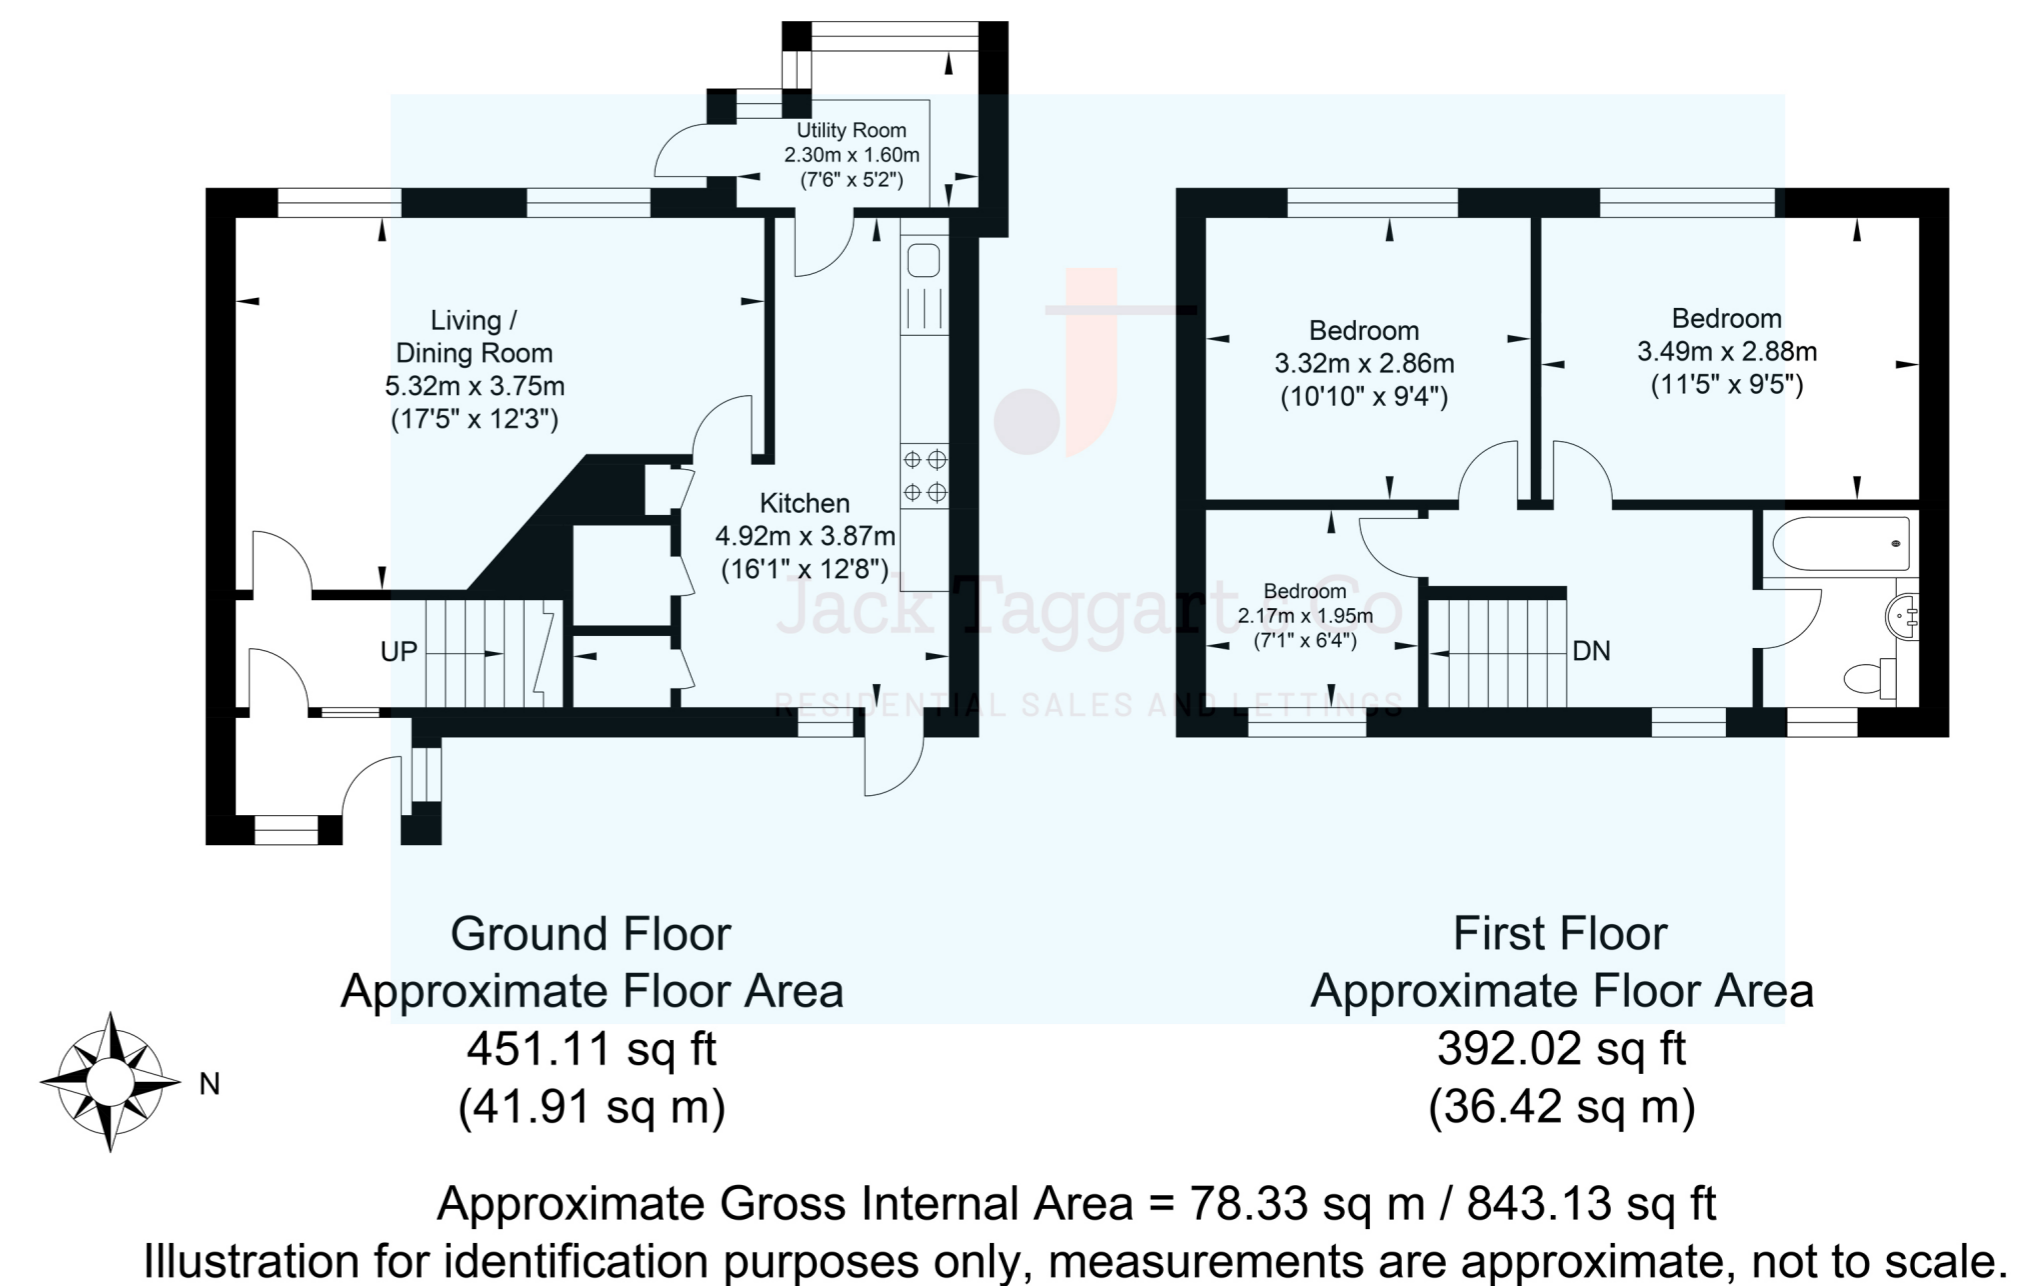 Utility Room
2.30m x 1.60m
(7'6" x 5'2")
Living /
Dining Room
5.32m x 3.75m
(17'5" x 12'3")
Kitchen
4.92m x 3.87m
(16'1" x 12'8")
UP
Bedroom
3.32m x 2.86m
(10'10" x 9'4")
Bedroom
3.49m x 2.88m
(11'5" x 9'5")
Bedroom
2.17m x 1.95m
(7'1" x 6'4")
DN
Jack Taggart & Co
RESIDENTIAL SALES AND LETTINGS
Ground Floor
Approximate Floor Area
451.11 sq ft
(41.91 sq m)
First Floor
Approximate Floor Area
392.02 sq ft
(36.42 sq m)
N
Approximate Gross Internal Area = 78.33 sq m / 843.13 sq ft
Illustration for identification purposes only, measurements are approximate, not to scale.